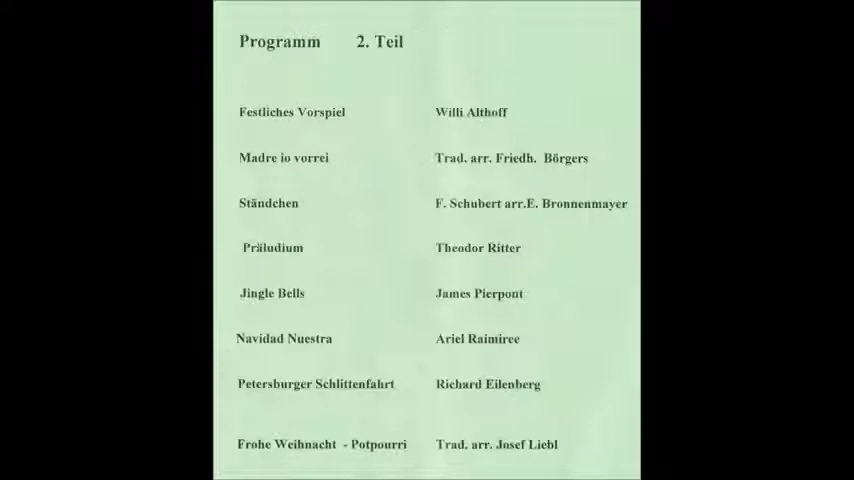 Programm 2. Teil
Festliches Vorspiel Willi Althoff
Madre io vorrei Trad. arr. Friedh. Börgers
Ständchen F. Schubert arr.E. Bronnenmayer
Präludium Theodor Ritter
Jingle Bells James Pierpont
Navidad Nuestra Ariel Raimiree
Petersburger Schlittenfahrt Richard Eilenberg
Frohe Weihnacht - Potpourri Trad. arr. Josef Liebl